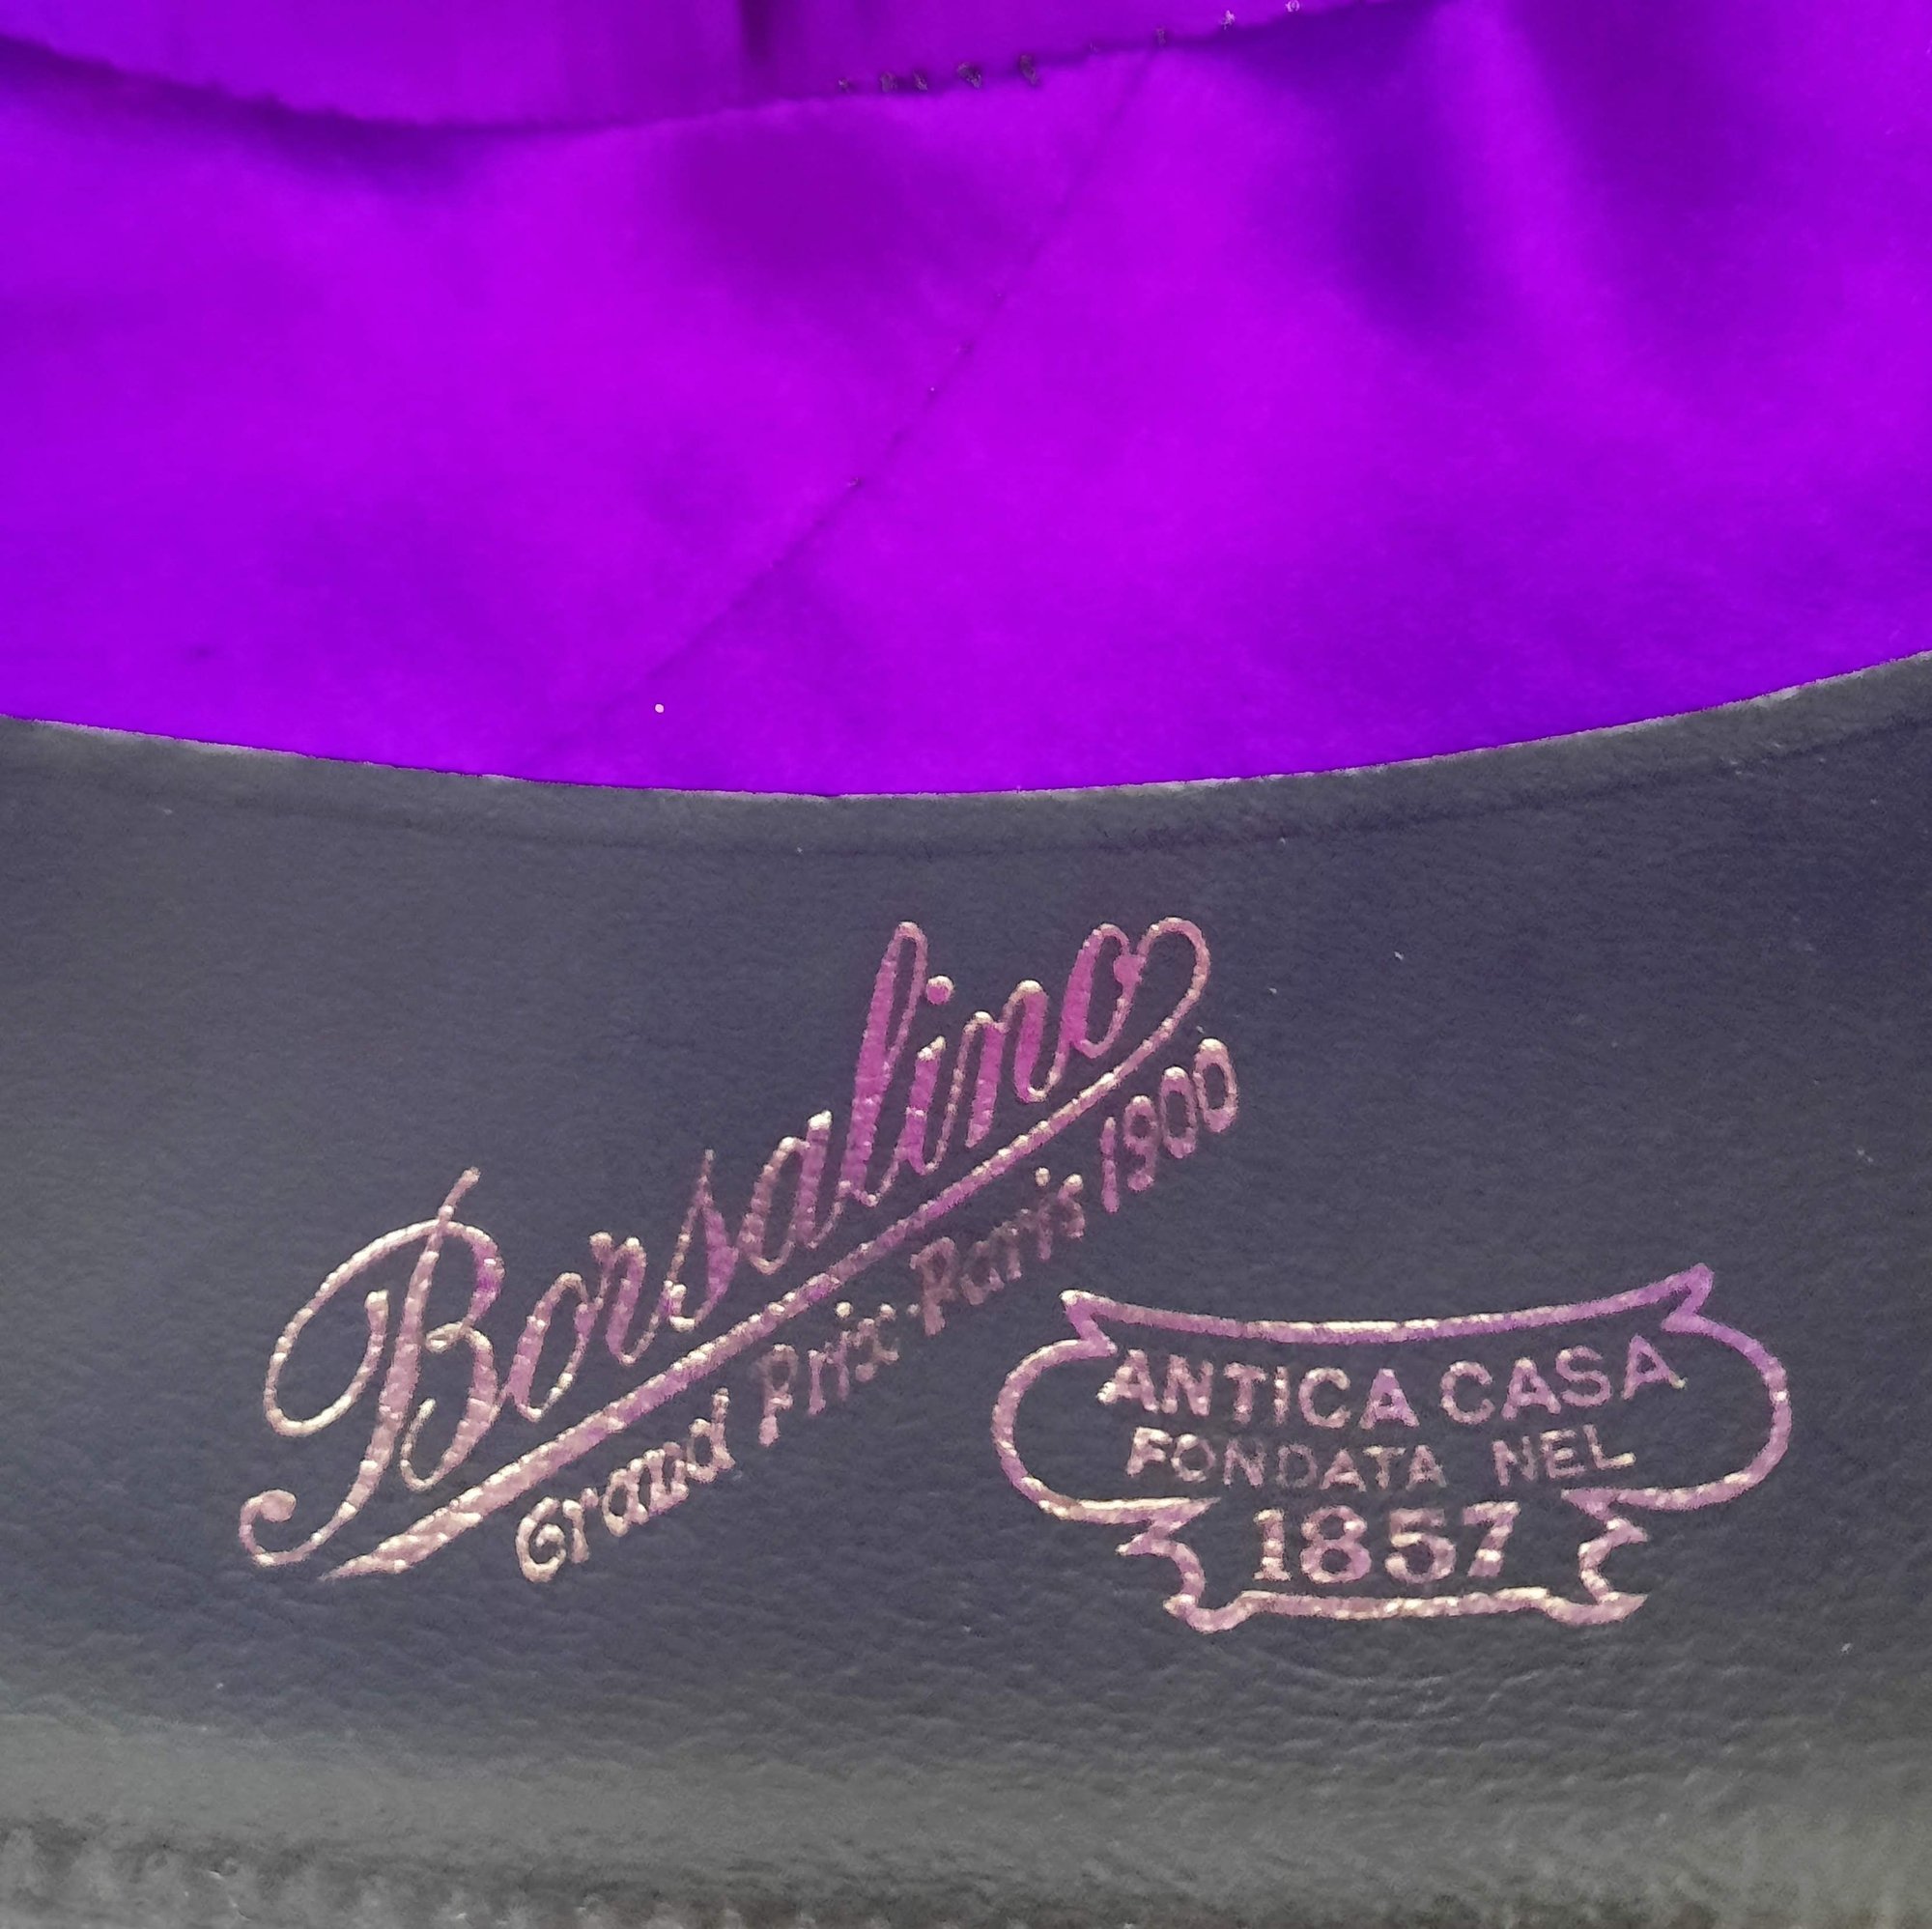 Borsalino
Grand Prix-Paris 1900
ANTICA CASA
FONDATA NEL
1857